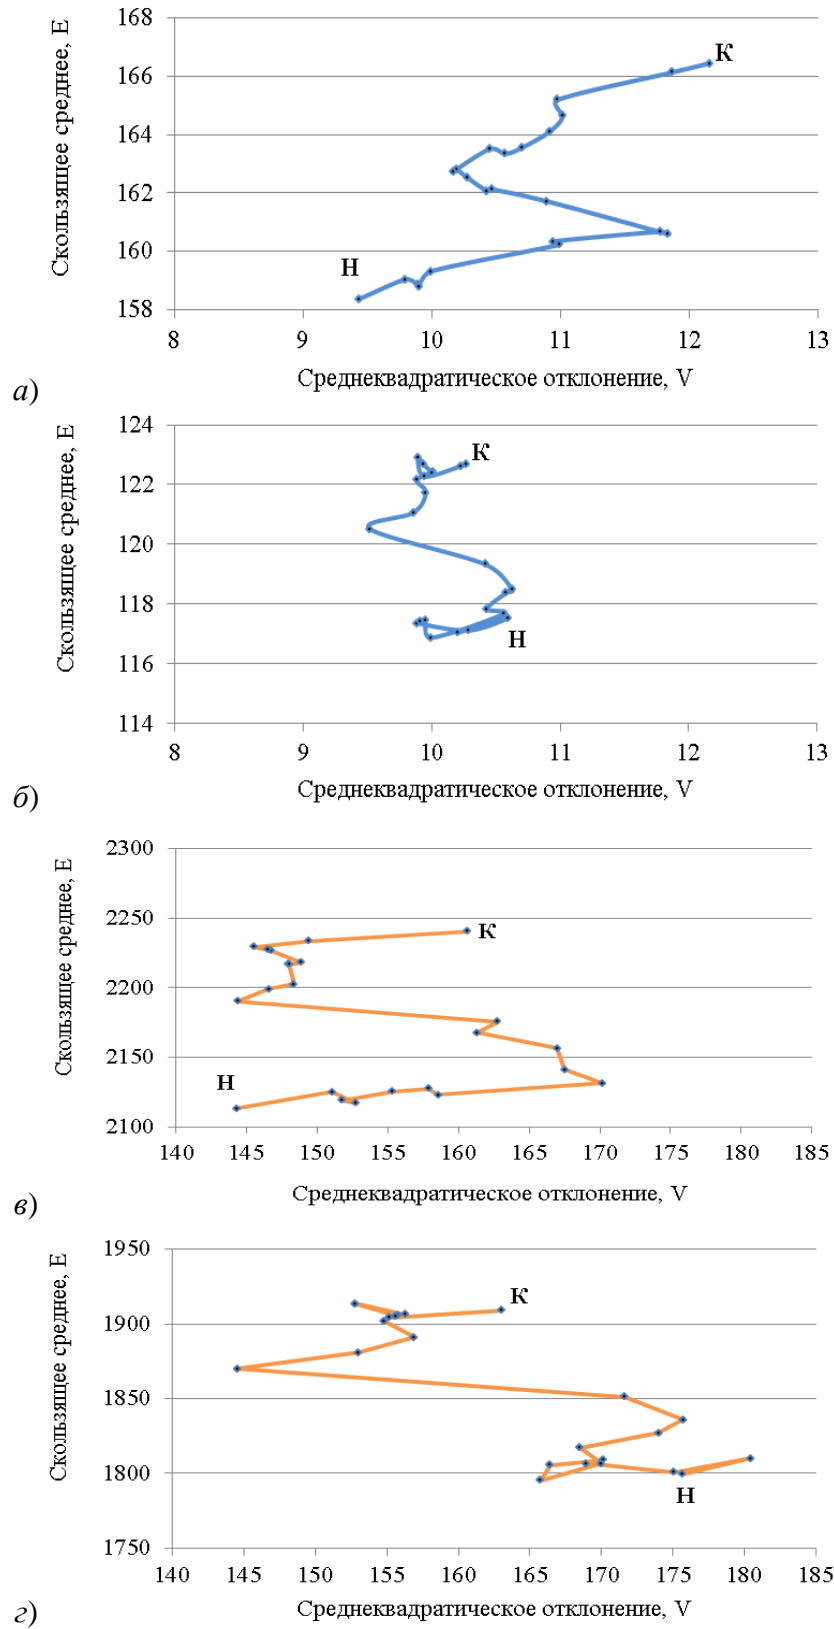 Скользящее среднее, E
168
166
164
162
160
158
К
Н
8 9 10 11 12 13
Среднеквадратическое отклонение, V
а)
Скользящее среднее, E
124
122
120
118
116
114
К
Н
8 9 10 11 12 13
Среднеквадратическое отклонение, V
б)
Скользящее среднее, E
2300
2250
2200
2150
2100
К
Н
140 145 150 155 160 165 170 175 180 185
Среднеквадратическое отклонение, V
в)
Скользящее среднее, E
1950
1900
1850
1800
1750
К
Н
140 145 150 155 160 165 170 175 180 185
Среднеквадратическое отклонение, V
г)